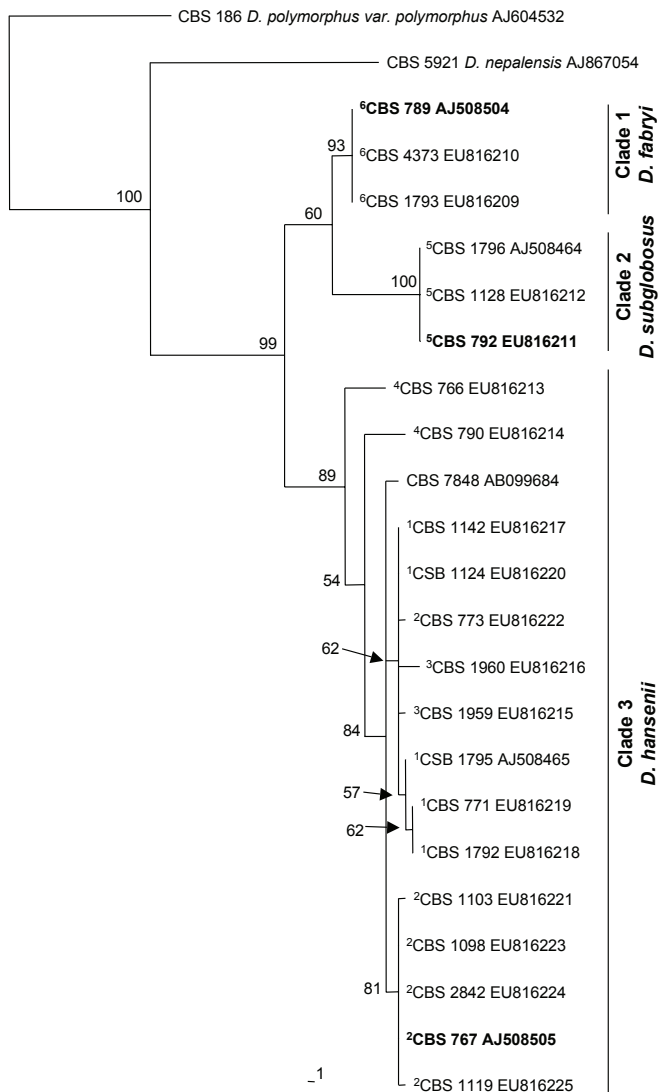 CBS 186 D. polymorphus var. polymorphus AJ604532
CBS 5921 D. nepalensis AJ867054
⁶CBS 789 AJ508504
93
⁶CBS 4373 EU816210
⁶CBS 1793 EU816209
Clade 1
D. fabryi
100
60
⁵CBS 1796 AJ508464
100
⁵CBS 1128 EU816212
⁵CBS 792 EU816211
Clade 2
D. subglobosus
99
⁴CBS 766 EU816213
⁴CBS 790 EU816214
89
CBS 7848 AB099684
¹CBS 1142 EU816217
¹CSB 1124 EU816220
54
²CBS 773 EU816222
62
³CBS 1960 EU816216
³CBS 1959 EU816215
84
¹CSB 1795 AJ508465
57
¹CBS 771 EU816219
62
¹CBS 1792 EU816218
²CBS 1103 EU816221
²CBS 1098 EU816223
81
²CBS 2842 EU816224
²CBS 767 AJ508505
²CBS 1119 EU816225
Clade 3
D. hansenii
1